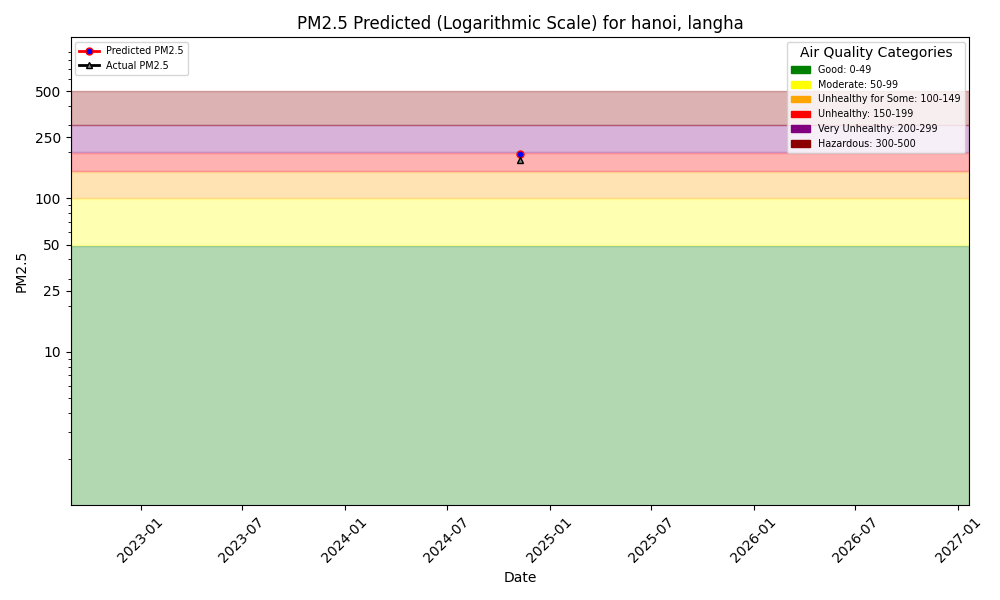 PM2.5 Predicted (Logarithmic Scale) for hanoi, langha
Predicted PM2.5
Actual PM2.5
Air Quality Categories
Good: 0-49
Moderate: 50-99
Unhealthy for Some: 100-149
Unhealthy: 150-199
Very Unhealthy: 200-299
Hazardous: 300-500
PM2.5
500
250
100
50
25
10
2023-01
2023-07
2024-01
2024-07
2025-01
2025-07
2026-01
2026-07
2027-01
Date